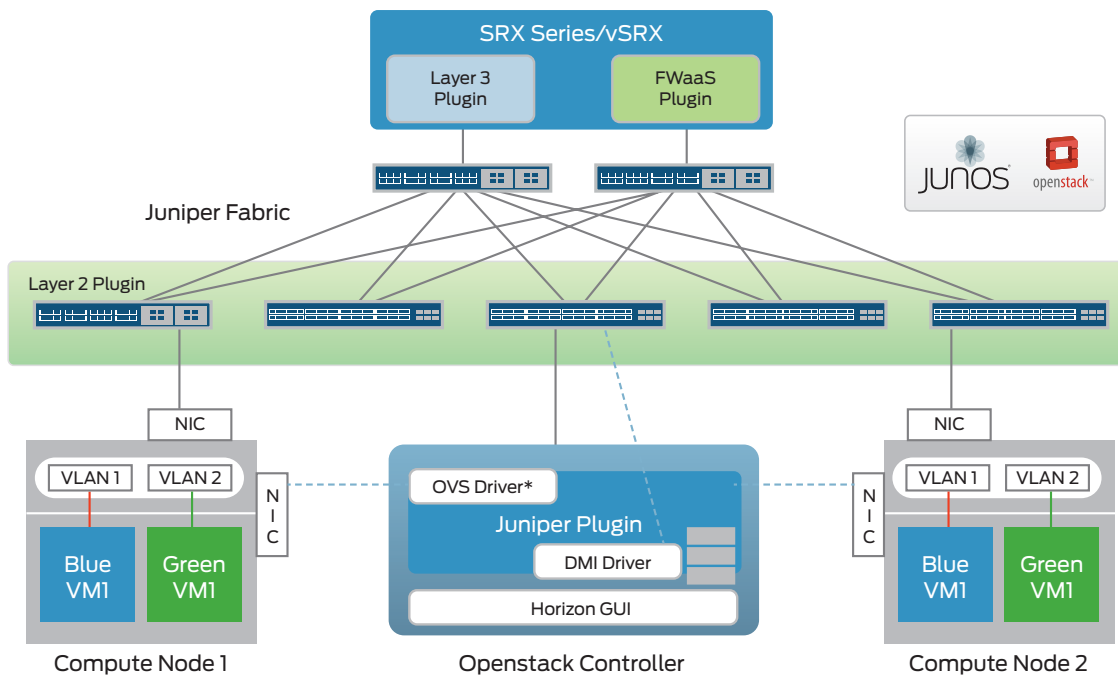 SRX Series/vSRX
Layer 3
Plugin
FWaaS
Plugin
JUNOS
openstack
Juniper Fabric
Layer 2 Plugin
NIC
NIC
VLAN 1
VLAN 2
N
I
C
OVS Driver*
N
I
C
VLAN 1
VLAN 2
Juniper Plugin
Blue
VM1
Green
VM1
DMI Driver
Blue
VM1
Green
VM1
Horizon GUI
Compute Node 1
Openstack Controller
Compute Node 2